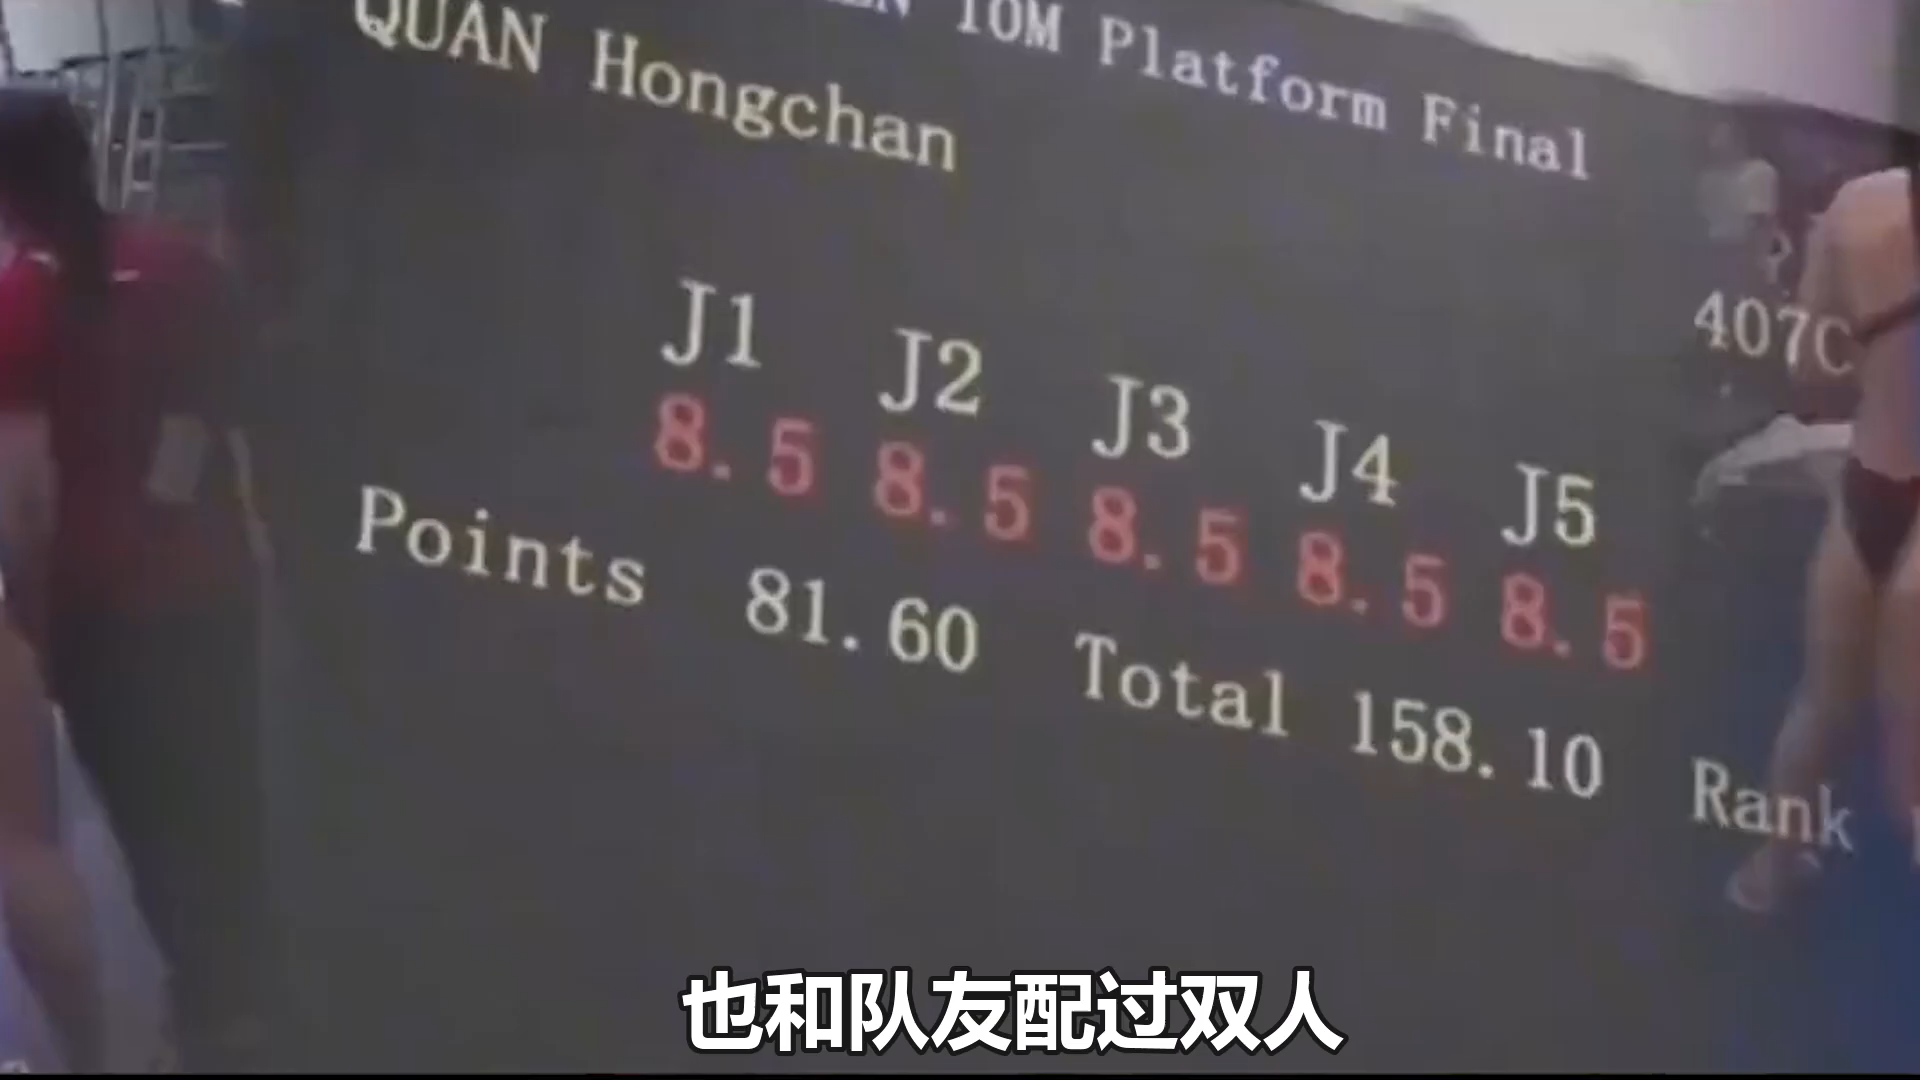 10M Platform Final
QUAN Hongchan
407C
J1 J2 J3 J4 J5
8.5 8.5 8.5 8.5 8.5
Points 81.60 Total 158.10 Rank
也和队友配过双人